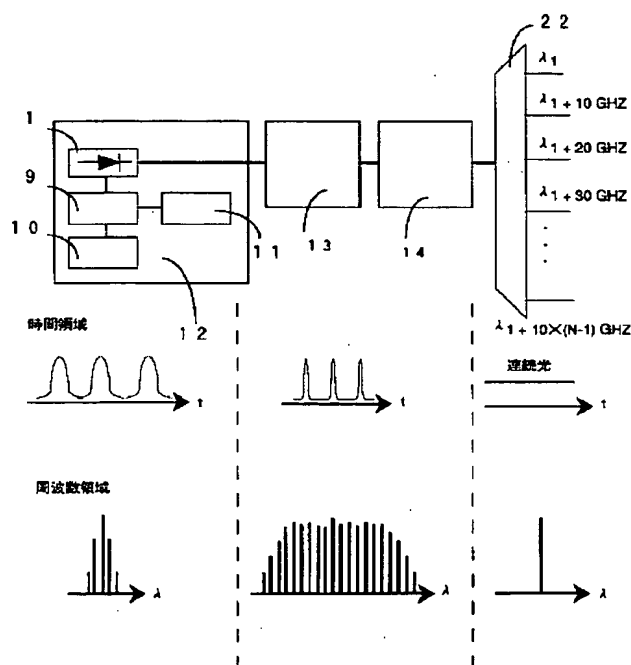 2 2
λ1
1
λ1 + 10 GHZ
λ1 + 20 GHZ
9
λ1 + 30 GHZ
1 0
1 1
1 3
1 4
1 2
λ1 + 10×(N-1) GHZ
時間領域
連続光
t
t
t
周波数領域
λ
λ
λ